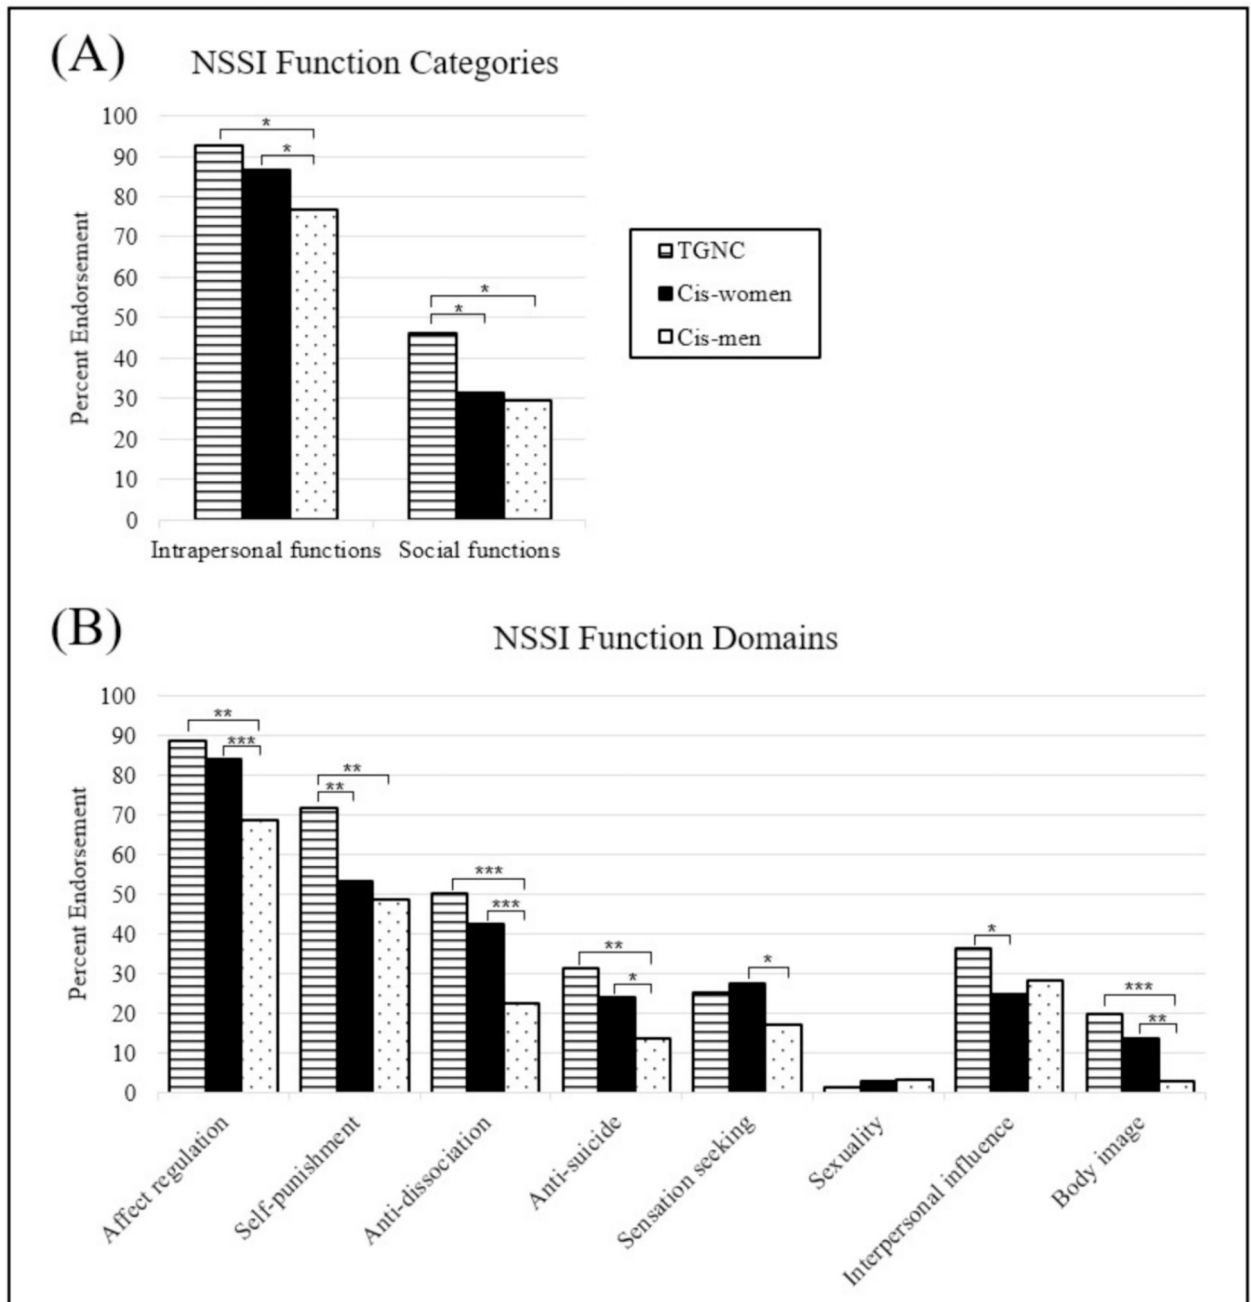 (A)
NSSI Function Categories
Percent Endorsement
100
90
80
70
60
50
40
30
20
10
0
*
*
*
*
Intrapersonal functions
Social functions
TGNC
Cis-women
Cis-men
(B)
NSSI Function Domains
Percent Endorsement
100
90
80
70
60
50
40
30
20
10
0
**
***
**
**
***
***
**
*
*
*
***
**
Affect regulation
Self-punishment
Anti-dissociation
Anti-suicide
Sensation seeking
Sexuality
Interpersonal influence
Body image